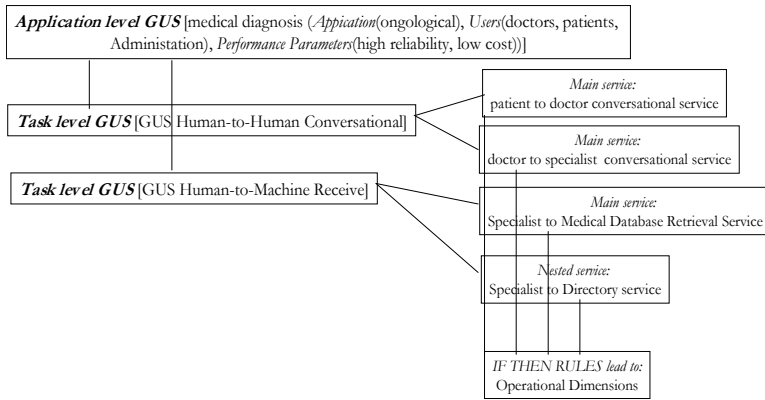 Application level GUS [medical diagnosis (Appication(ongological), Users(doctors, patients,
Administation), Performance Parameters(high reliability, low cost))]
Task level GUS [GUS Human-to-Human Conversational]
Task level GUS [GUS Human-to-Machine Receive]
Main service:
patient to doctor conversational service
Main service:
doctor to specialist conversational service
Main service:
Specialist to Medical Database Retrieval Service
Nested service:
Specialist to Directory service
IF THEN RULES lead to:
Operational Dimensions